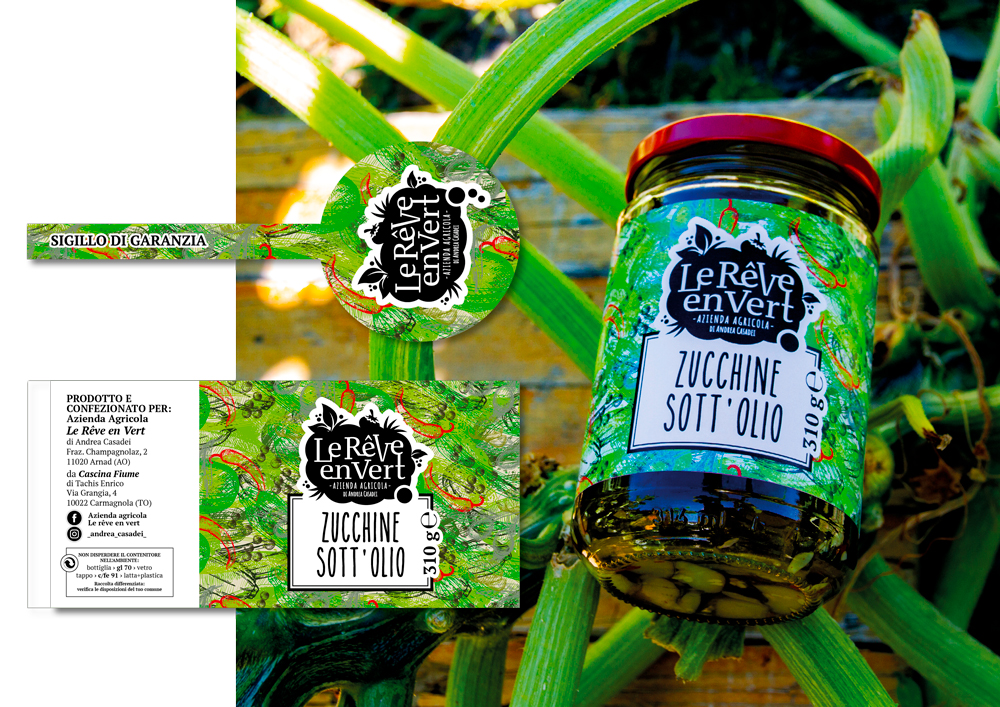 SIGILLO DI GARANZIA
Le Rêve
en Vert
-AZIENDA AGRICOLA-
DI ANDREA CASADEI
PRODOTTO E
CONFEZIONATO PER:
Azienda Agricola
Le Rêve en Vert
di Andrea Casadei
Fraz. Champagnolaz, 2
11020 Arnad (AO)
da Cascina Fiume
di Tachis Enrico
Via Grangia, 4
10022 Carmagnola (TO)
Azienda agricola
Le rêve en vert
_andrea_casadei_
NON DISPERDERE IL CONTENITORE
NELL'AMBIENTE:
bottiglia › gl 70 › vetro
tappo › c/fe 91 › latta+plastica
Raccolta differenziata:
verifica le disposizioni del tuo comune
Le Rêve
en Vert
-AZIENDA AGRICOLA-
DI ANDREA CASADEI
ZUCCHINE
SOTT'OLIO
310 g ℮
Le Rêve
en Vert
-AZIENDA AGRICOLA-
DI ANDREA CASADEI
ZUCCHINE
SOTT'OLIO
310 g ℮